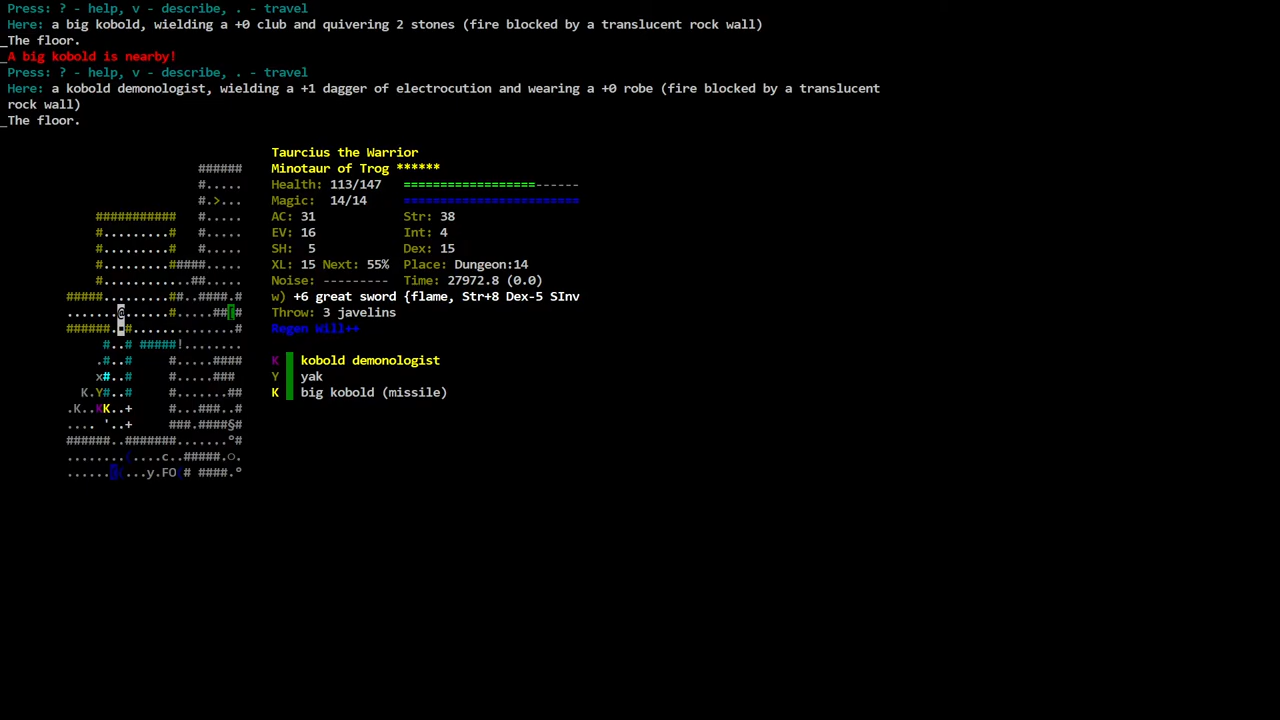 Press: ? - help, v - describe, . - travel
Here: a big kobold, wielding a +0 club and quivering 2 stones (fire blocked by a translucent rock wall)
_The floor.
_A big kobold is nearby!
Press: ? - help, v - describe, . - travel
Here: a kobold demonologist, wielding a +1 dagger of electrocution and wearing a +0 robe (fire blocked by a translucent
rock wall)
_The floor.
Taurcius the Warrior
###### Minotaur of Trog ******
#..... Health: 113/147 ==================------
#.>... Magic: 14/14 ========================
########### #..... AC: 31 Str: 38
#.........# #..... EV: 16 Int: 4
#.........# #..... SH: 5 Dex: 15
#.........#####..... XL: 15 Next: 55% Place: Dungeon:14
#...........##..... Noise: --------- Time: 27972.8 (0.0)
#####.........##..####.# w) +6 great sword {flame, Str+8 Dex-5 SInv
.......@......#.....##[# Throw: 3 javelins
######. #.............# Regen Will++
#..# #####!........
.#..# #.....#### K kobold demonologist
x#..# #.....### Y yak
K.Y#..# #.......## K big kobold (missile)
.K..KK..+ #...###..#
.... '..+ ###.####§#
######..#######.......°#
........{....c..#####.○.
......{{...y.FO{# ####.°